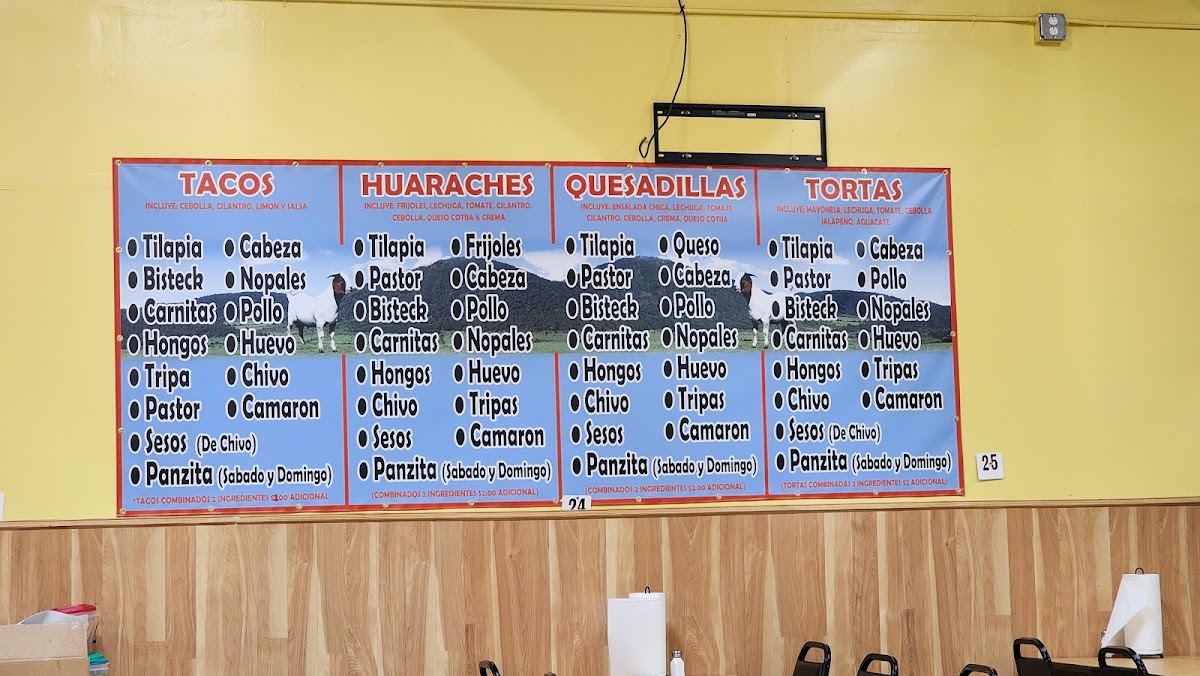 TACOS
INCLUYE: CEBOLLA, CILANTRO, LIMON Y SALSA
Tilapia
Bisteck
Carnitas
Hongos
Tripa
Pastor
Sesos (De Chivo)
Panzita (Sabado y Domingo)
Cabeza
Nopales
Pollo
Huevo
Chivo
Camaron
*TACOS COMBINADOS 2 INGREDIENTES $2.00 ADICIONAL
HUARACHES
INCLUYE: FRIJOLES, LECHUGA, TOMATE, CILANTRO,
CEBOLLA, QUESO COTIJA & CREMA
Tilapia
Pastor
Bisteck
Carnitas
Hongos
Chivo
Sesos
Panzita (Sabado y Domingo)
Frijoles
Cabeza
Pollo
Nopales
Huevo
Tripas
Camaron
(COMBINADOS 2 INGREDIENTES $2.00 ADICIONAL)
QUESADILLAS
INCLUYE: ENSALADA CHICA, LECHUGA, TOMATE
CILANTRO, CEBOLLA, CREMA, QUESO COTIJA
Tilapia
Pastor
Bisteck
Carnitas
Hongos
Chivo
Sesos
Panzita (Sabado y Domingo)
Queso
Cabeza
Pollo
Nopales
Huevo
Tripas
Camaron
(COMBINADOS 2 INGREDIENTES $2.00 ADICIONAL)
TORTAS
INCLUYE: MAYONESA, LECHUGA, TOMATE, CEBOLLA
JALAPEÑO, AGUACATE
Tilapia
Pastor
Bisteck
Carnitas
Hongos
Chivo
Sesos (De Chivo)
Panzita (Sabado y Domingo)
Cabeza
Pollo
Nopales
Huevo
Tripas
Camaron
(TORTAS COMBINADAS 2 INGREDIENTES $2 ADICIONAL)
24
25